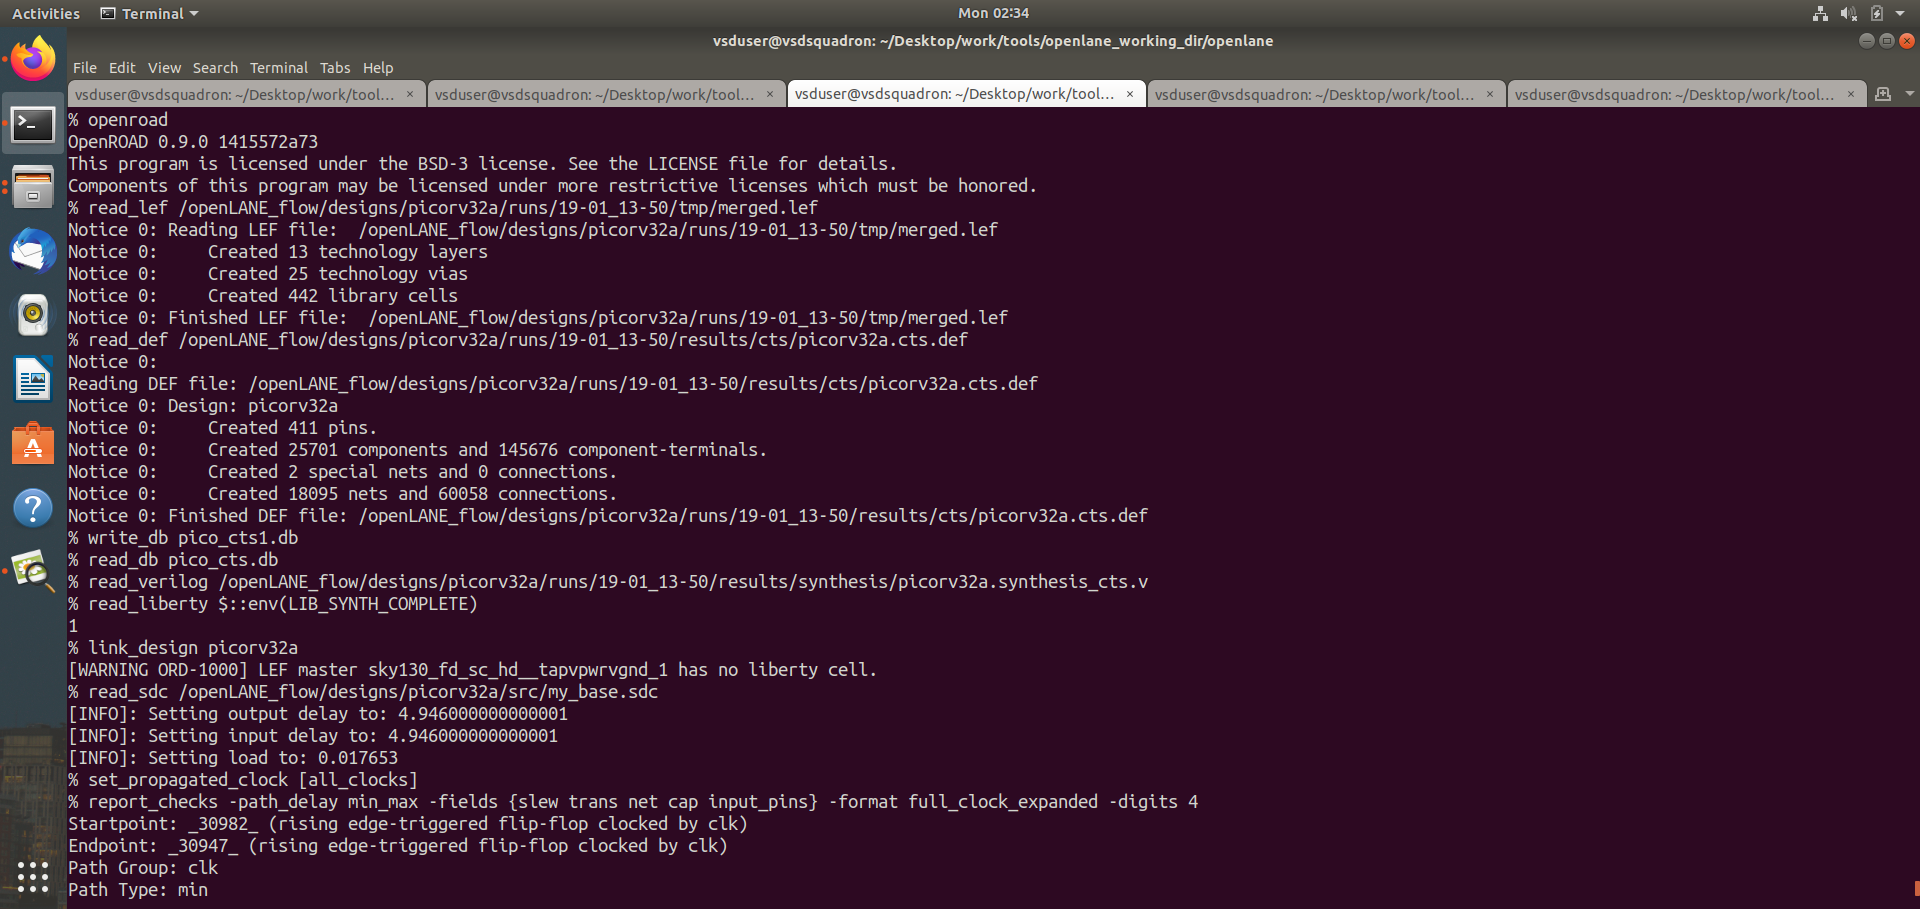 Activities Terminal Mon 02:34
vsduser@vsdsquadron: ~/Desktop/work/tools/openlane_working_dir/openlane
File Edit View Search Terminal Tabs Help
vsduser@vsdsquadron: ~/Desktop/work/tool... × vsduser@vsdsquadron: ~/Desktop/work/tool... × vsduser@vsdsquadron: ~/Desktop/work/tool... × vsduser@vsdsquadron: ~/Desktop/work/tool... × vsduser@vsdsquadron: ~/Desktop/work/tool... ×
% openroad
OpenROAD 0.9.0 1415572a73
This program is licensed under the BSD-3 license. See the LICENSE file for details.
Components of this program may be licensed under more restrictive licenses which must be honored.
% read_lef /openLANE_flow/designs/picorv32a/runs/19-01_13-50/tmp/merged.lef
Notice 0: Reading LEF file:  /openLANE_flow/designs/picorv32a/runs/19-01_13-50/tmp/merged.lef
Notice 0:     Created 13 technology layers
Notice 0:     Created 25 technology vias
Notice 0:     Created 442 library cells
Notice 0: Finished LEF file:  /openLANE_flow/designs/picorv32a/runs/19-01_13-50/tmp/merged.lef
% read_def /openLANE_flow/designs/picorv32a/runs/19-01_13-50/results/cts/picorv32a.cts.def
Notice 0:
Reading DEF file: /openLANE_flow/designs/picorv32a/runs/19-01_13-50/results/cts/picorv32a.cts.def
Notice 0: Design: picorv32a
Notice 0:     Created 411 pins.
Notice 0:     Created 25701 components and 145676 component-terminals.
Notice 0:     Created 2 special nets and 0 connections.
Notice 0:     Created 18095 nets and 60058 connections.
Notice 0: Finished DEF file: /openLANE_flow/designs/picorv32a/runs/19-01_13-50/results/cts/picorv32a.cts.def
% write_db pico_cts1.db
% read_db pico_cts.db
% read_verilog /openLANE_flow/designs/picorv32a/runs/19-01_13-50/results/synthesis/picorv32a.synthesis_cts.v
% read_liberty $::env(LIB_SYNTH_COMPLETE)
1
% link_design picorv32a
[WARNING ORD-1000] LEF master sky130_fd_sc_hd__tapvpwrvgnd_1 has no liberty cell.
% read_sdc /openLANE_flow/designs/picorv32a/src/my_base.sdc
[INFO]: Setting output delay to: 4.946000000000001
[INFO]: Setting input delay to: 4.946000000000001
[INFO]: Setting load to: 0.017653
% set_propagated_clock [all_clocks]
% report_checks -path_delay min_max -fields {slew trans net cap input_pins} -format full_clock_expanded -digits 4
Startpoint: _30982_ (rising edge-triggered flip-flop clocked by clk)
Endpoint: _30947_ (rising edge-triggered flip-flop clocked by clk)
Path Group: clk
Path Type: min